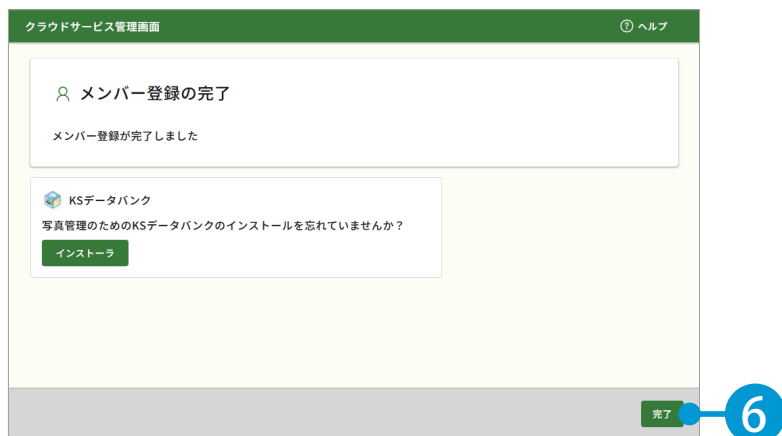 クラウドサービス管理画面
? ヘルプ
メンバー登録の完了
メンバー登録が完了しました
KSデータバンク
写真管理のためのKSデータバンクのインストールを忘れていませんか？
インストーラ
完了
6